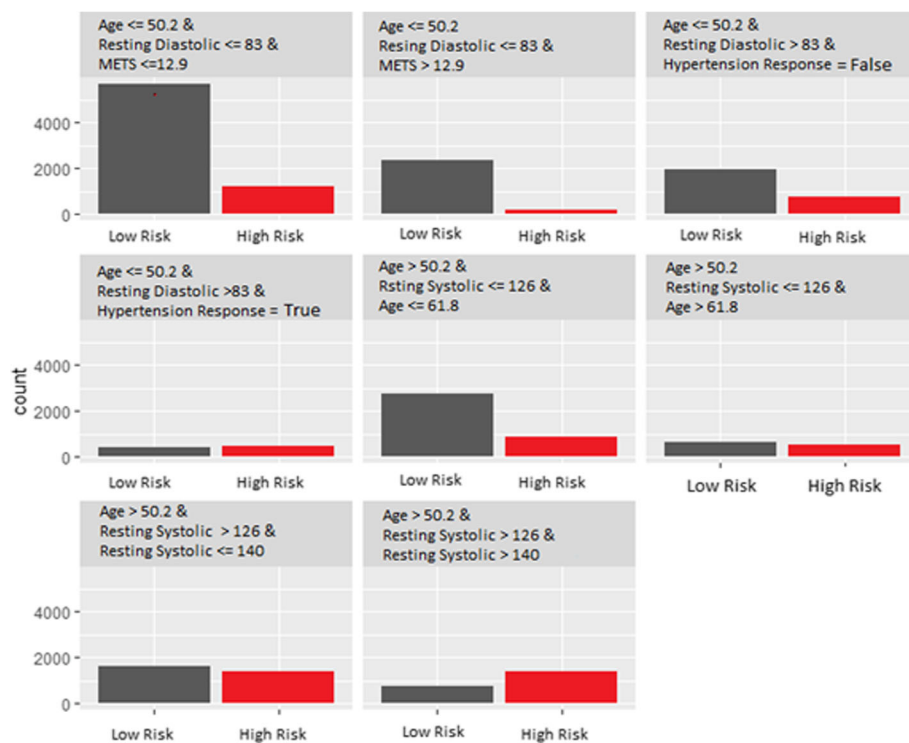 Age <= 50.2 &
Resting Diastolic <= 83 &
METS <=12.9
Age <= 50.2
Resting Diastolic <= 83 &
METS > 12.9
Age <= 50.2 &
Resting Diastolic > 83 &
Hypertension Response = False
4000
2000
0
Low Risk
High Risk
Low Risk
High Risk
Low Risk
High Risk
Age <= 50.2 &
Resting Diastolic >83 &
Hypertension Response = True
Age > 50.2 &
Rsting Systolic <= 126 &
Age <= 61.8
Age > 50.2
Resting Systolic <= 126 &
Age > 61.8
count
4000
2000
0
Low Risk
High Risk
Low Risk
High Risk
Low Risk
High Risk
Age > 50.2 &
Resting Systolic > 126 &
Resting Systolic <= 140
Age > 50.2 &
Resting Systolic > 126 &
Resting Systolic > 140
4000
2000
0
Low Risk
High Risk
Low Risk
High Risk